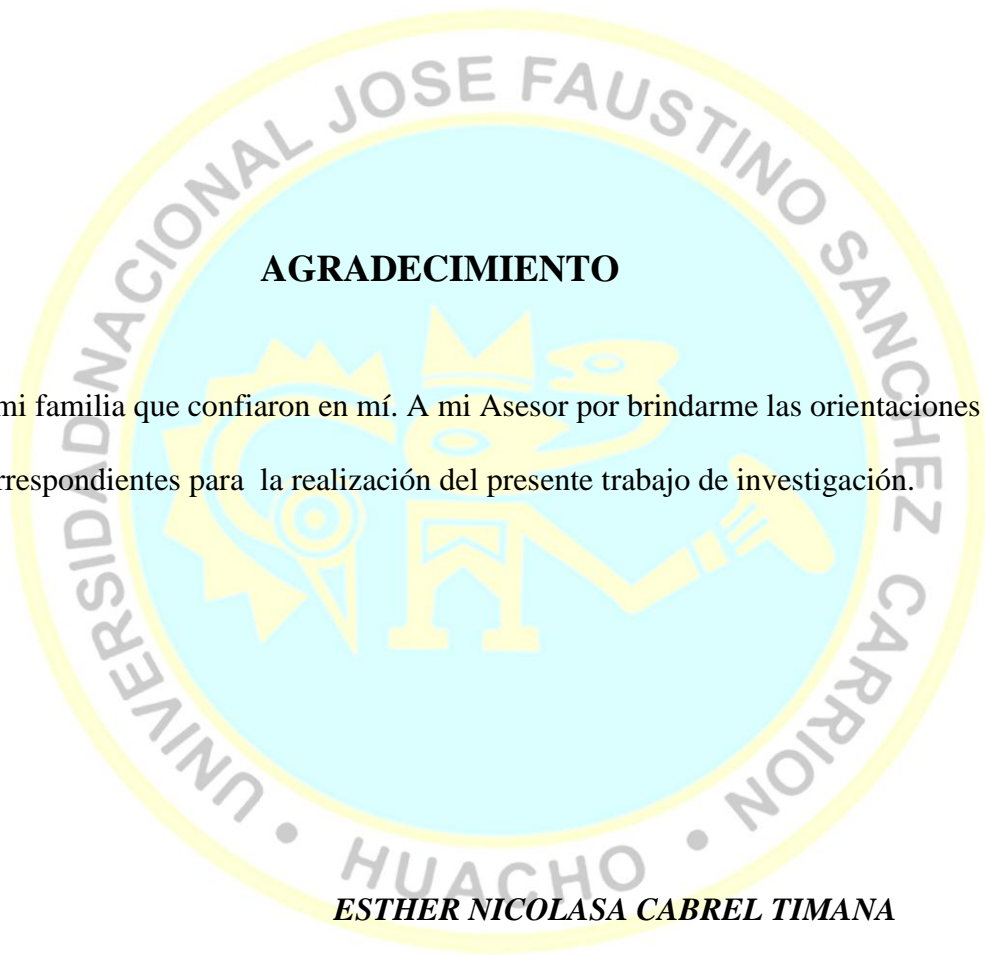 UNIVERSIDAD NACIONAL JOSE FAUSTINO SANCHEZ CARRION
AGRADECIMIENTO
mi familia que confiaron en mí. A mi Asesor por brindarme las orientaciones
rrespondientes para la realización del presente trabajo de investigación.
• HUACHO •
ESTHER NICOLASA CABREL TIMANA